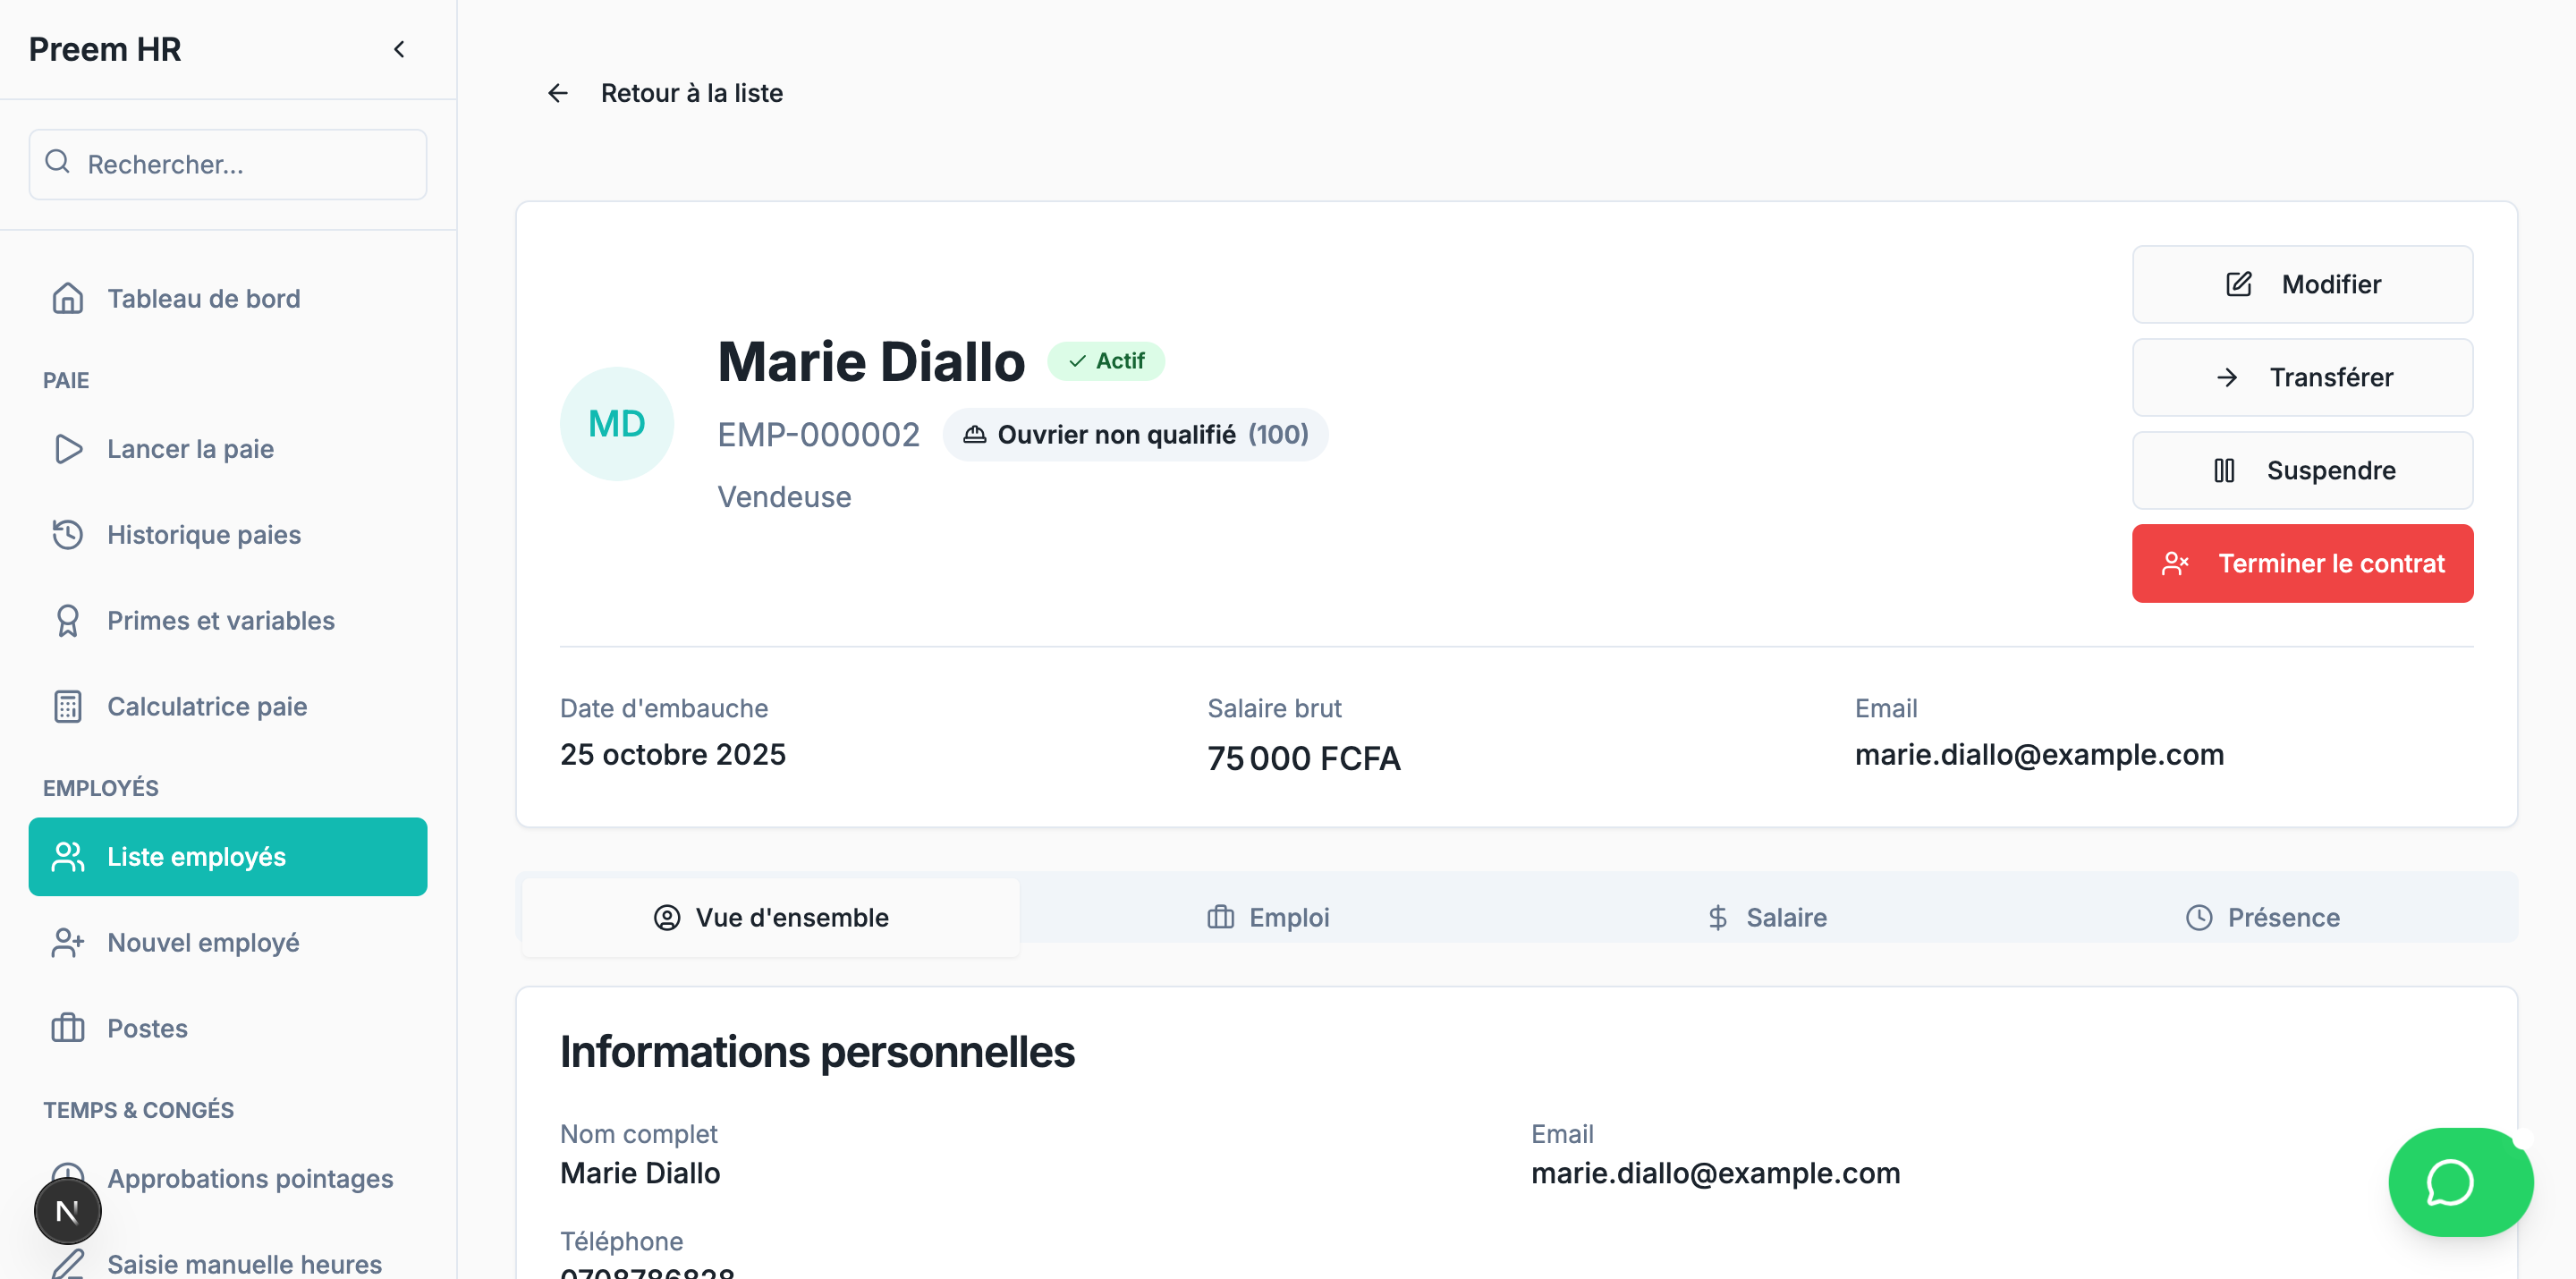 Preem HR
Rechercher...
Tableau de bord
PAIE
Lancer la paie
Historique paies
Primes et variables
Calculatrice paie
EMPLOYÉS
Liste employés
Nouvel employé
Postes
TEMPS & CONGÉS
Approbations pointages
N
Saisie manuelle heures
Retour à la liste
MD
Marie Diallo
Actif
EMP-000002
Ouvrier non qualifié (100)
Vendeuse
Modifier
Transférer
Suspendre
Terminer le contrat
Date d'embauche
25 octobre 2025
Salaire brut
75 000 FCFA
Email
marie.diallo@example.com
Vue d'ensemble
Emploi
Salaire
Présence
Informations personnelles
Nom complet
Marie Diallo
Email
marie.diallo@example.com
Téléphone